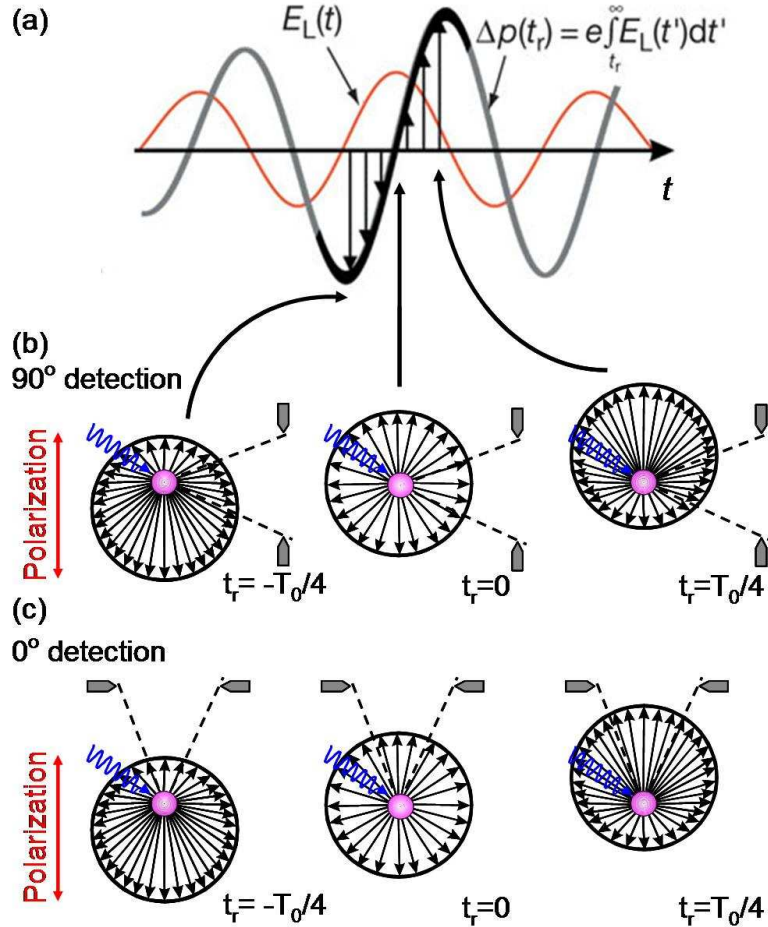 (a)
E_L(t)
Δp(t_r) = e∫_{t_r}^{∞}E_L(t')dt'
t
(b)
90° detection
Polarization
t_r= -T_0/4
t_r=0
t_r=T_0/4
(c)
0° detection
Polarization
t_r= -T_0/4
t_r=0
t_r=T_0/4